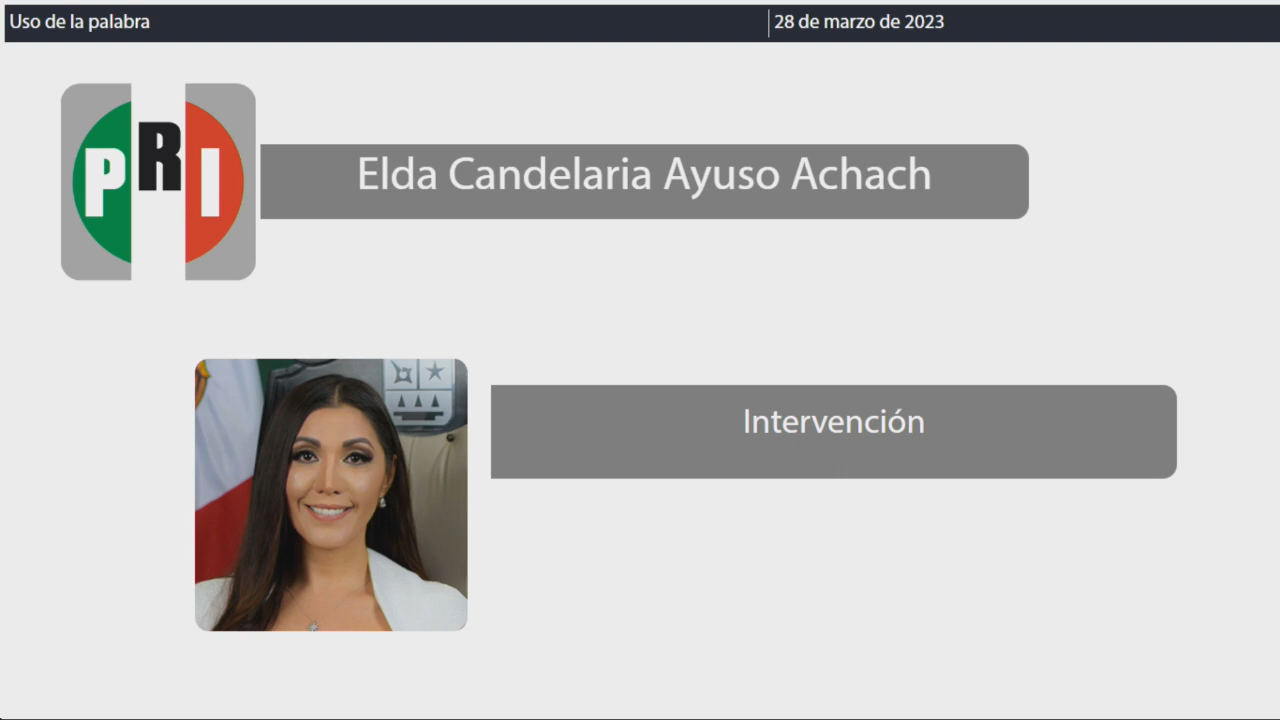 Uso de la palabra
28 de marzo de 2023
PRI
Elda Candelaria Ayuso Achach
Intervención